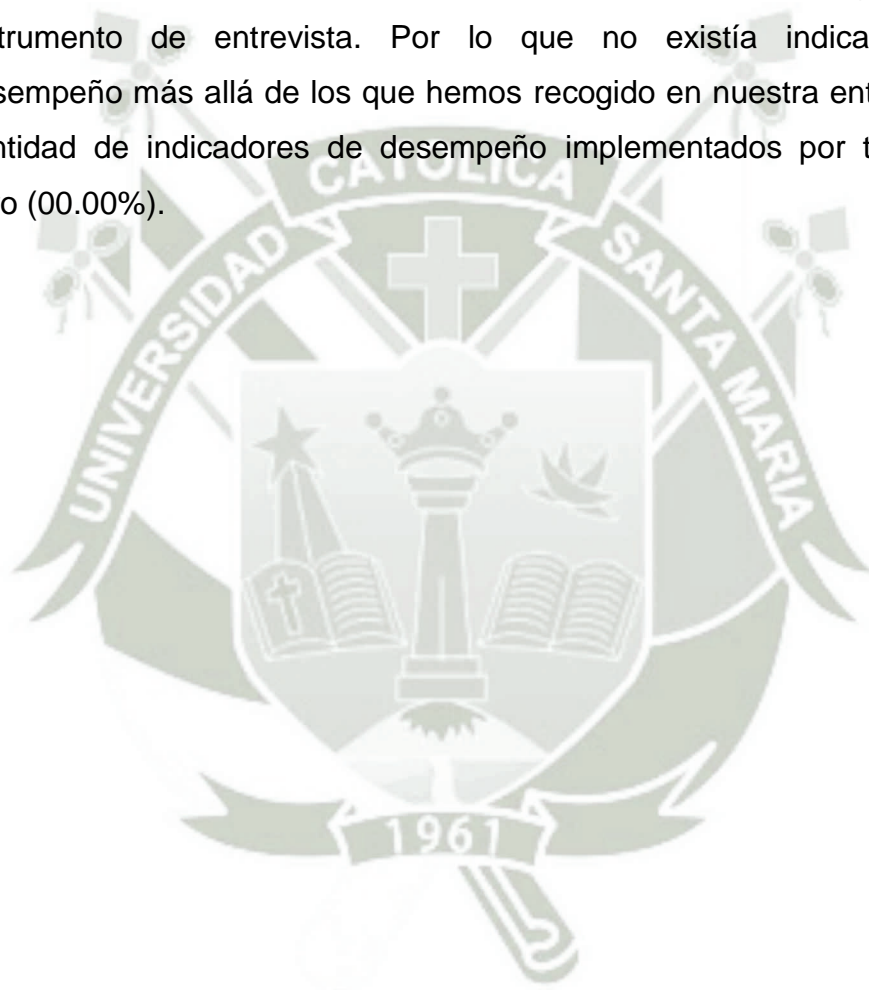 trumento de entrevista. Por lo que no existía indica
sempeño más allá de los que hemos recogido en nuestra ent
ntidad de indicadores de desempeño implementados por t
o (00.00%).
UNIVERSIDAD CATOLICA SANTA MARIA
1961